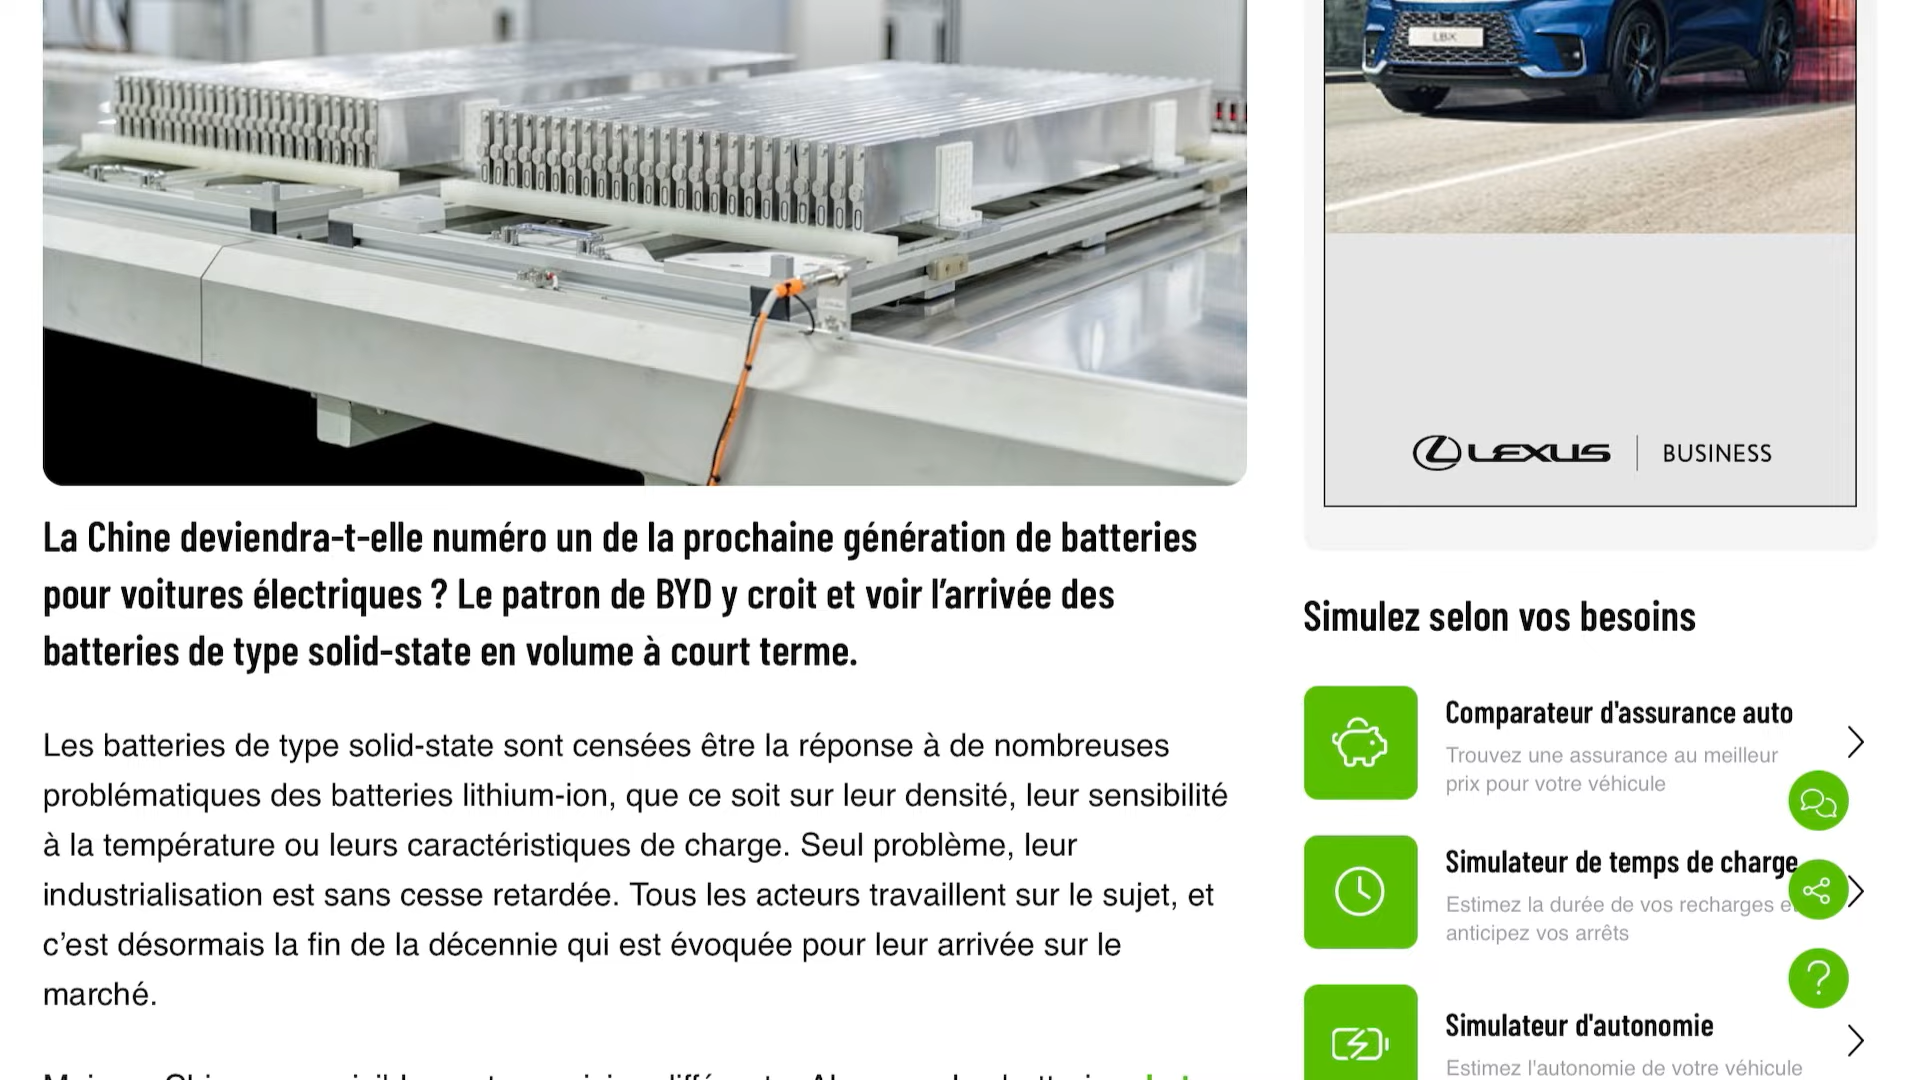 LBX
LEXUS | BUSINESS
La Chine deviendra-t-elle numéro un de la prochaine génération de batteries
pour voitures électriques ? Le patron de BYD y croit et voir l’arrivée des
batteries de type solid-state en volume à court terme.
Les batteries de type solid-state sont censées être la réponse à de nombreuses
problématiques des batteries lithium-ion, que ce soit sur leur densité, leur sensibilité
à la température ou leurs caractéristiques de charge. Seul problème, leur
industrialisation est sans cesse retardée. Tous les acteurs travaillent sur le sujet, et
c’est désormais la fin de la décennie qui est évoquée pour leur arrivée sur le
marché.
Simulez selon vos besoins
Comparateur d'assurance auto
Trouvez une assurance au meilleur
prix pour votre véhicule
Simulateur de temps de charge
Estimez la durée de vos recharges et
anticipez vos arrêts
Simulateur d'autonomie
Estimez l'autonomie de votre véhicule